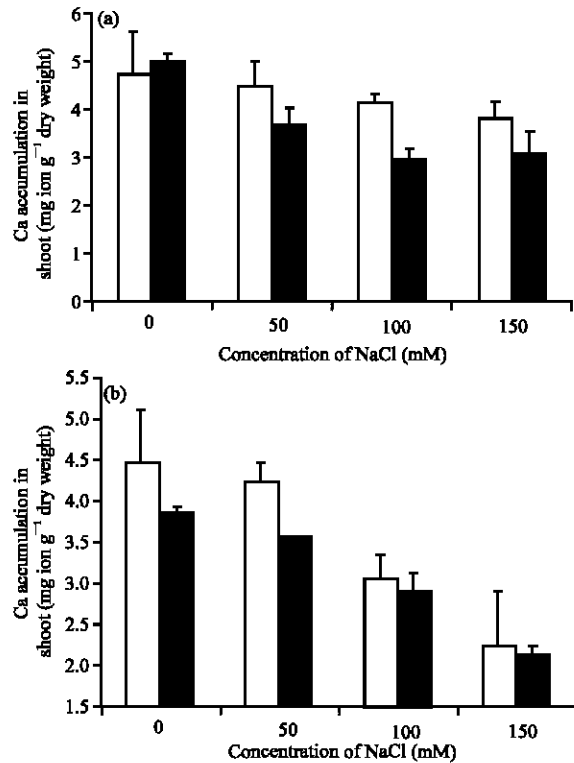 (a)
Ca accumulation in
shoot (mg ion g⁻¹ dry weight)
6
5
4
3
2
1
0
0 50 100 150
Concentration of NaCl (mM)
(b)
Ca accumulation in
shoot (mg ion g⁻¹ dry weight)
5.5
5.0
4.5
4.0
3.5
3.0
2.5
2.0
1.5
0 50 100 150
Concentration of NaCl (mM)